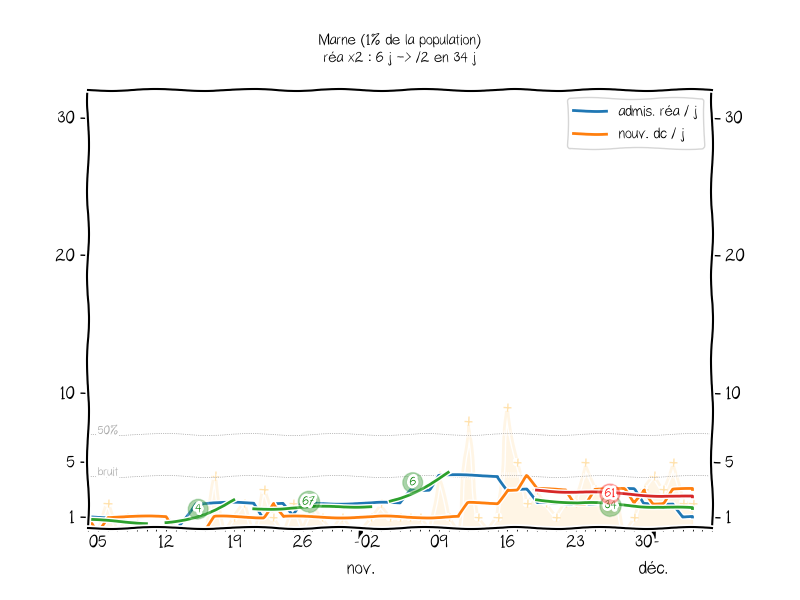 Marne (1% de la population)
réa x2 : 6 j -> /2 en 34 j
admis. réa / j
nouv. dc / j
30 30
20 20
10 10
50%
5 5
bruit
1 1
4 67 6 61 34
05 12 19 26 02 09 16 23 30
nov. déc.